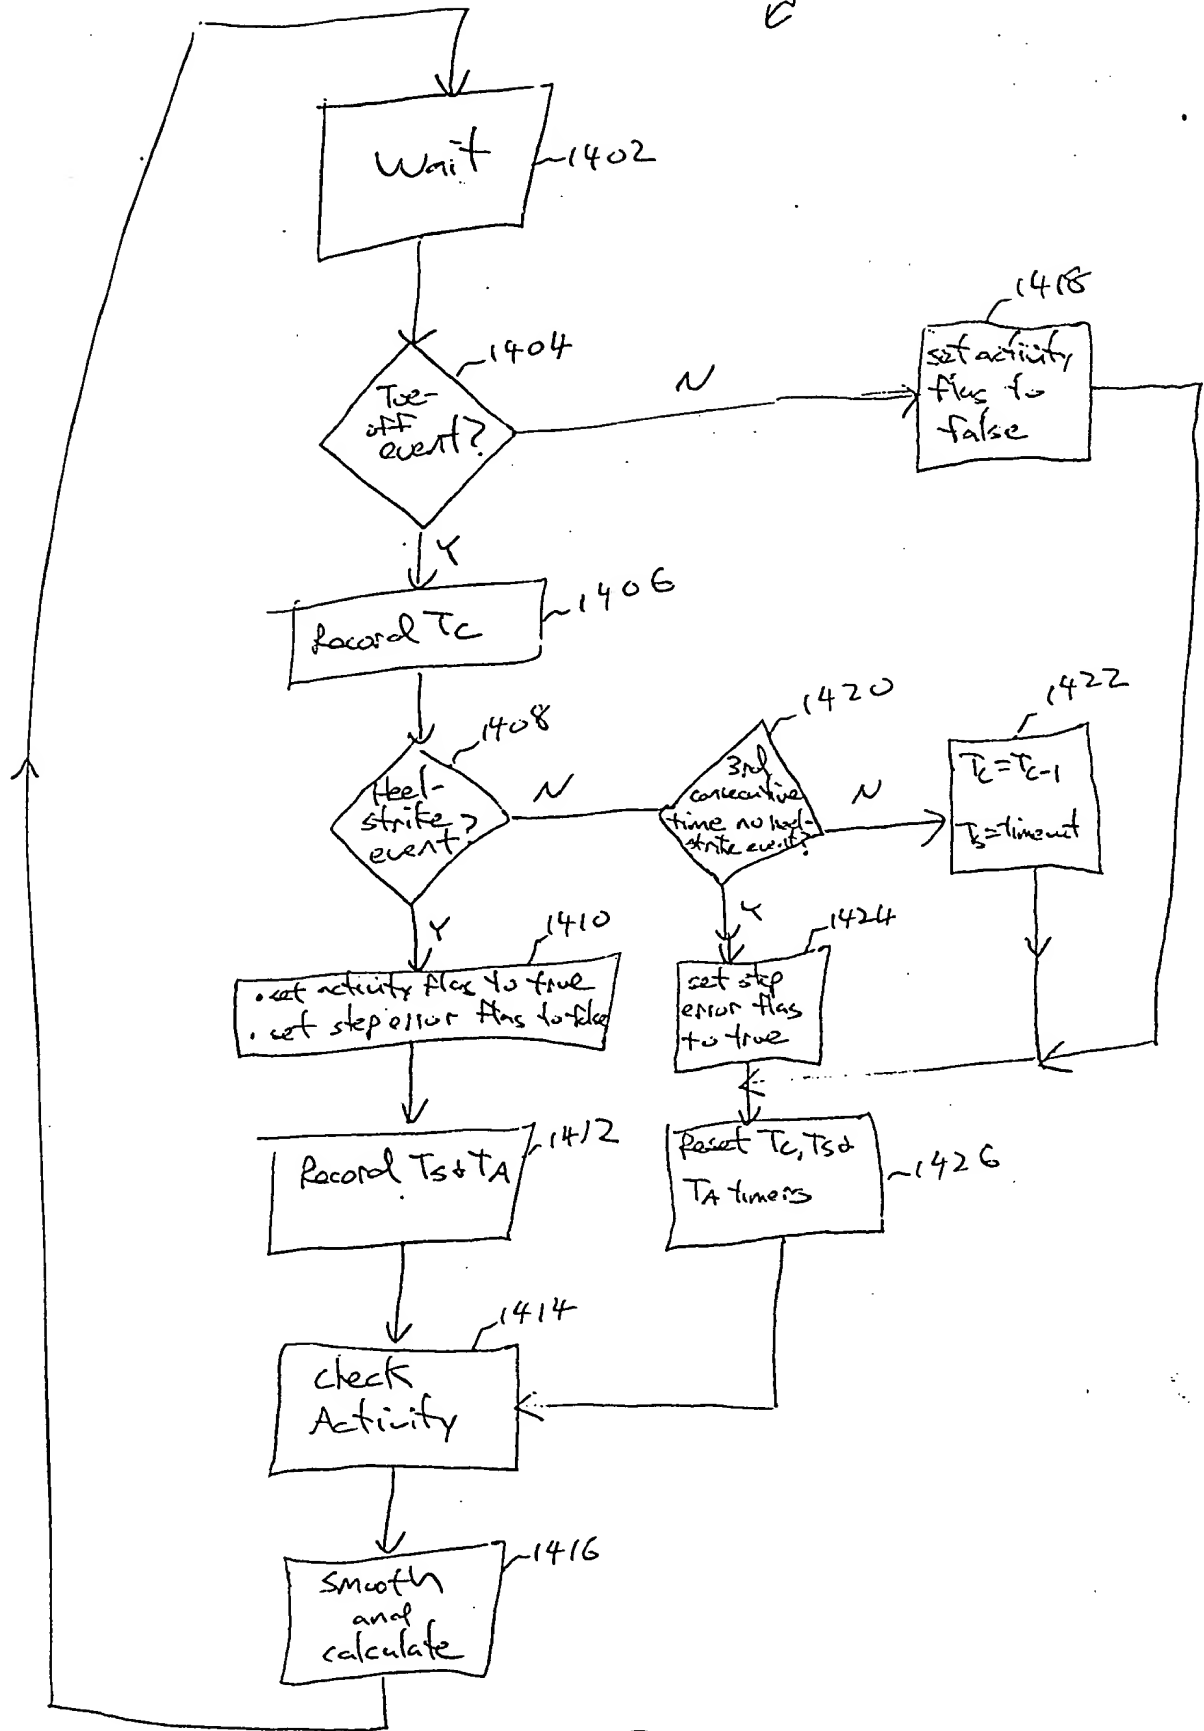 Wait
1402
1418
set activity
flag to
false
1404
Toe-
off
event?
N
Y
1406
Record Tc
1408
Heel-
strike
event?
N
1420
3rd
consecutive
time no heel-
strike event?
N
1422
Tc=Tc-1
Ts=timeout
Y
1410
. set activity flag to true
. set step error flag to false
Y
1424
set step
error flag
to true
1412
Record Ts & TA
Reset Tc, Ts &
TA timers
1426
1414
check
Activity
1416
smooth
and
calculate